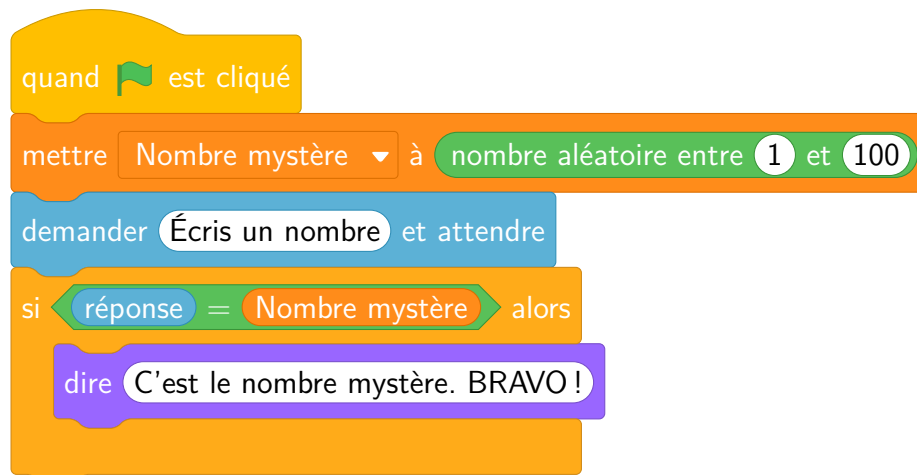 quand est cliqué
mettre Nombre mystère à nombre aléatoire entre 1 et 100
demander Écris un nombre et attendre
si réponse = Nombre mystère alors
dire C'est le nombre mystère. BRAVO !